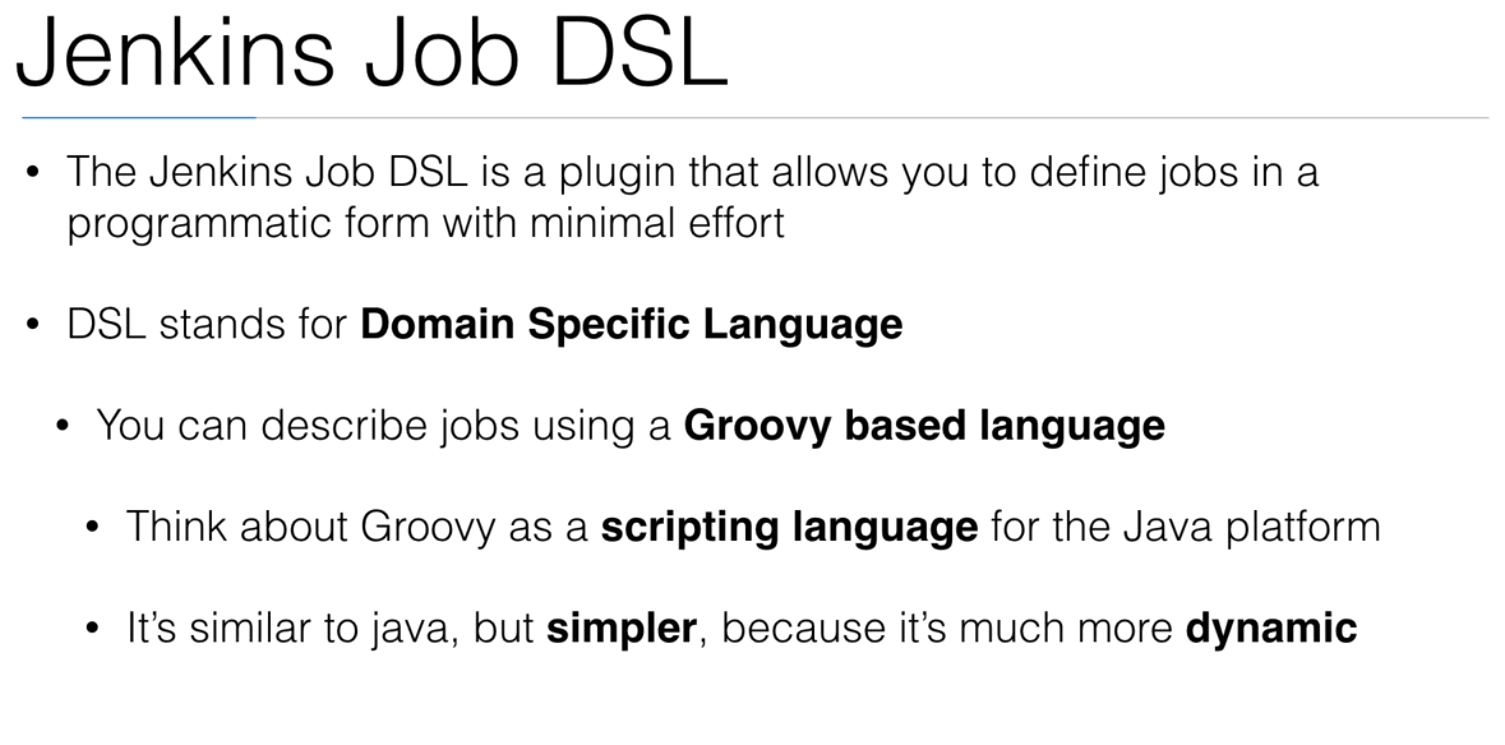 Jenkins Job DSL
• The Jenkins Job DSL is a plugin that allows you to define jobs in a
programmatic form with minimal effort
• DSL stands for Domain Specific Language
• You can describe jobs using a Groovy based language
• Think about Groovy as a scripting language for the Java platform
• It’s similar to java, but simpler, because it’s much more dynamic